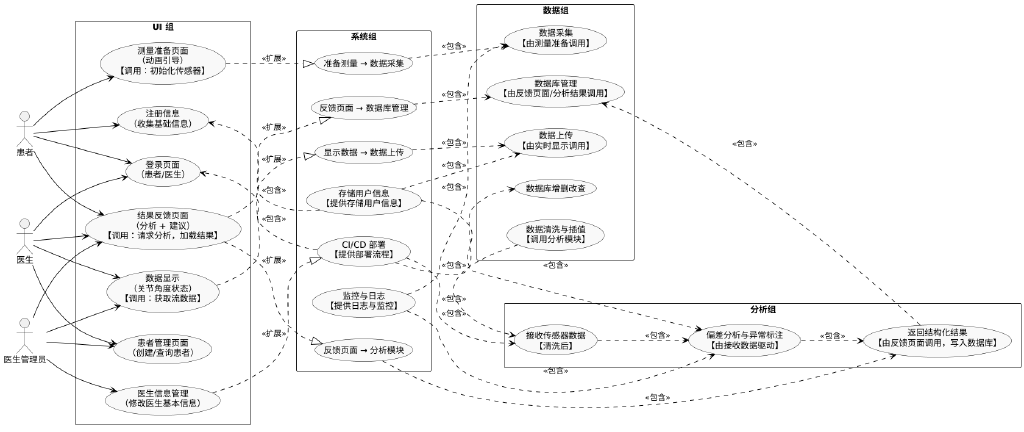 UI 组
测量准备页面
(动画引导)
【调用：初始化传感器】
注册信息
(收集基础信息)
登录页面
(患者/医生)
结果反馈页面
(分析 + 建议)
【调用：请求分析，加载结果】
数据显示
(关节角度状态)
【调用：获取流数据】
患者管理页面
(创建/查询患者)
医生信息管理
(修改医生基本信息)
患者
医生
医生管理员
系统组
准备测量 → 数据采集
反馈页面 → 数据库管理
显示数据 → 数据上传
存储用户信息
【提供存储用户信息】
CI/CD 部署
【提供部署流程】
监控与日志
【提供日志与监控】
反馈页面 → 分析模块
数据组
数据采集
【由测量准备调用】
数据库管理
【由反馈页面/分析结果调用】
数据上传
【由实时显示调用】
数据库增删改查
数据清洗与插值
【调用分析模块】
分析组
接收传感器数据
【清洗后】
偏差分析与异常标注
【由接收数据驱动】
返回结构化结果
【由反馈页面调用，写入数据库】
«扩展»
«扩展»
«扩展»
«包含»
«包含»
«扩展»
«扩展»
«包含»
«包含»
«包含»
«包含»
«包含»
«包含»
«包含»
«包含»
«包含»
«包含»
«包含»
«包含»
«包含»